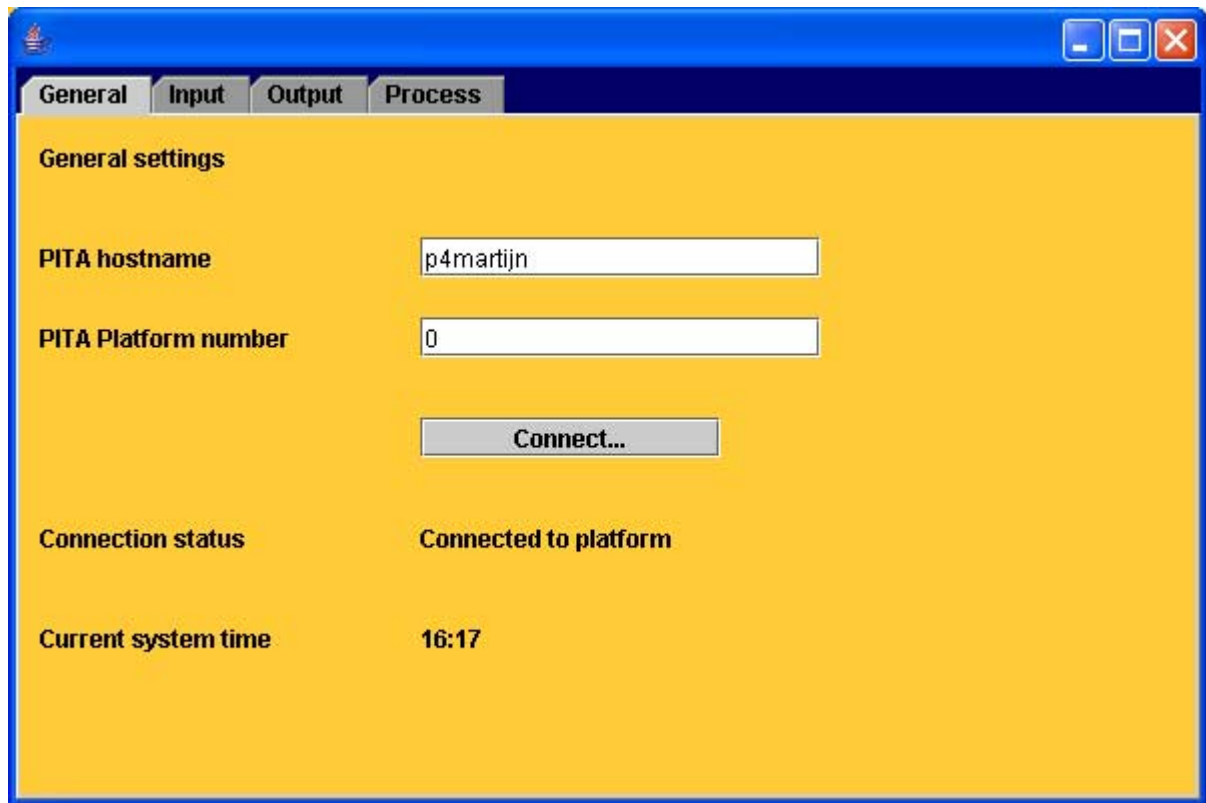 General Input Output Process
General settings
PITA hostname p4martijn
PITA Platform number 0
Connect...
Connection status Connected to platform
Current system time 16:17